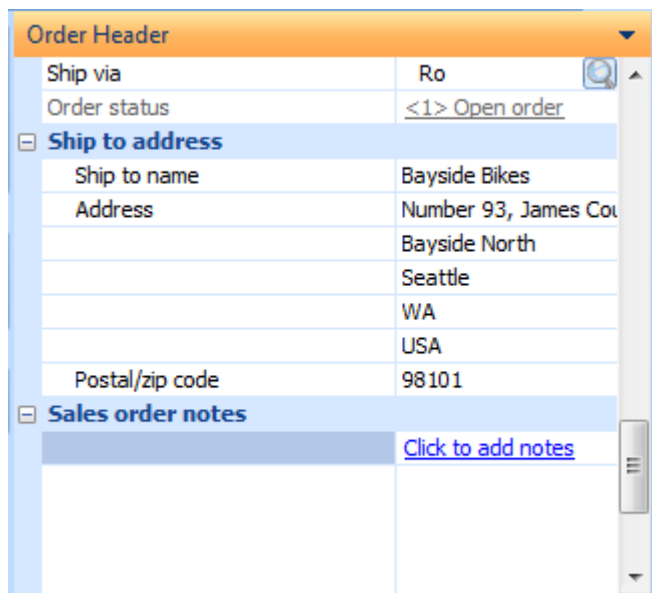 Order Header
Ship via Ro
Order status <1> Open order
Ship to address
Ship to name Bayside Bikes
Address Number 93, James
Bayside North
Seattle
WA
USA
Postal/zip code 98101
Sales order notes
Click to add notes